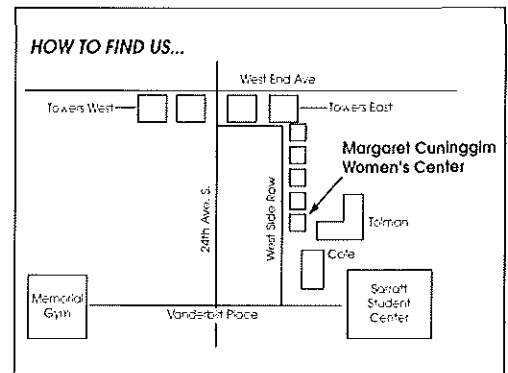 HOW TO FIND US...
West End Ave
Towers West
Towers East
Margaret Cuninggim
Women's Center
24th Ave. S.
West Side Row
Tolman
Cole
Memorial
Gym
Vanderbilt Place
Sarratt
Student
Center